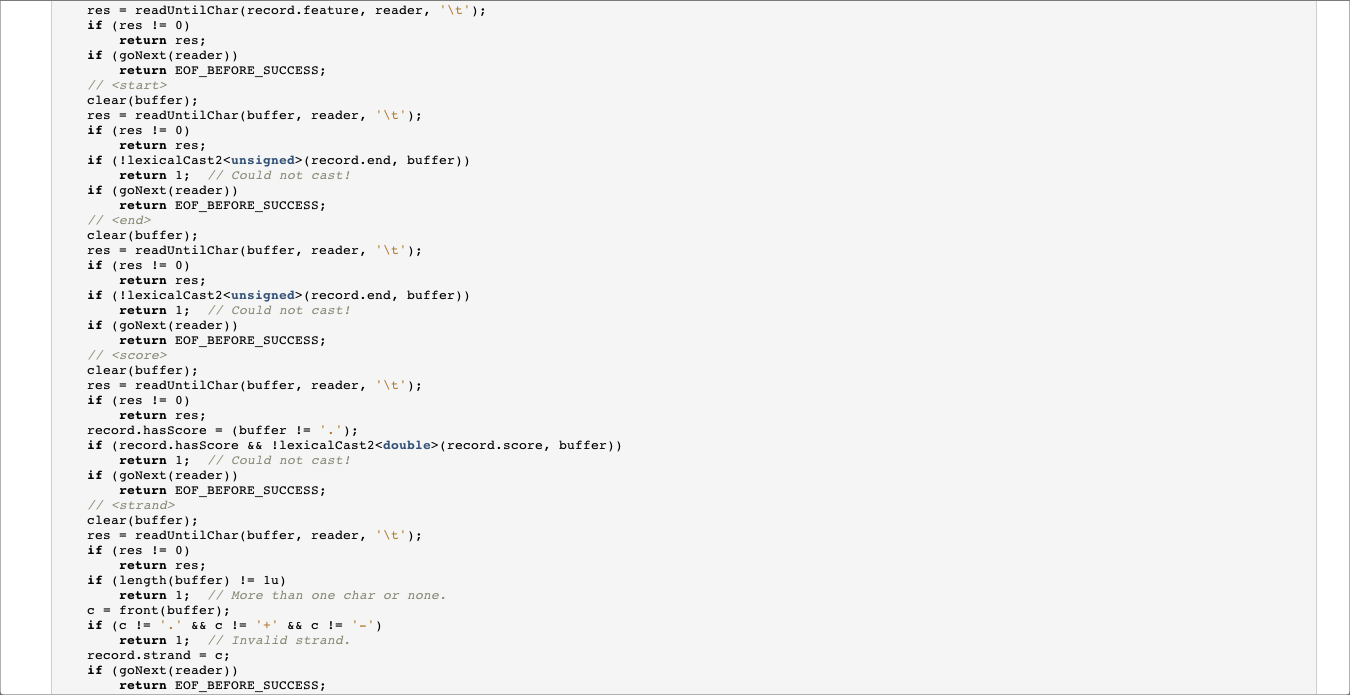 res = readUntilChar(record.feature, reader, '\t');
if (res != 0)
    return res;
if (goNext(reader))
    return EOF_BEFORE_SUCCESS;
// <start>
clear(buffer);
res = readUntilChar(buffer, reader, '\t');
if (res != 0)
    return res;
if (!lexicalCast2<unsigned>(record.end, buffer))
    return 1;  // Could not cast!
if (goNext(reader))
    return EOF_BEFORE_SUCCESS;
// <end>
clear(buffer);
res = readUntilChar(buffer, reader, '\t');
if (res != 0)
    return res;
if (!lexicalCast2<unsigned>(record.end, buffer))
    return 1;  // Could not cast!
if (goNext(reader))
    return EOF_BEFORE_SUCCESS;
// <score>
clear(buffer);
res = readUntilChar(buffer, reader, '\t');
if (res != 0)
    return res;
record.hasScore = (buffer != '.');
if (record.hasScore && !lexicalCast2<double>(record.score, buffer))
    return 1;  // Could not cast!
if (goNext(reader))
    return EOF_BEFORE_SUCCESS;
// <strand>
clear(buffer);
res = readUntilChar(buffer, reader, '\t');
if (res != 0)
    return res;
if (length(buffer) != 1u)
    return 1;  // More than one char or none.
c = front(buffer);
if (c != '.' && c != '+' && c != '-')
    return 1;  // Invalid strand.
record.strand = c;
if (goNext(reader))
    return EOF_BEFORE_SUCCESS;